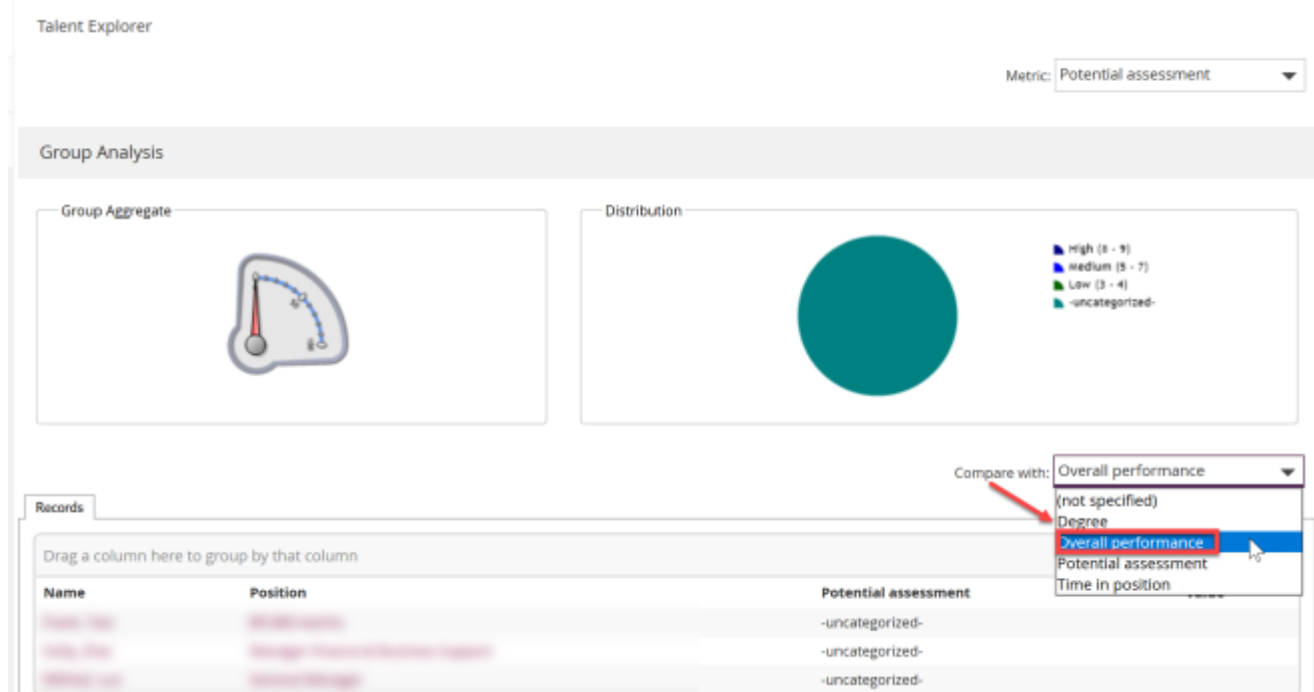 Talent Explorer
Metric: Potential assessment
Group Analysis
Group Aggregate
Distribution
High (8 - 9)
Medium (5 - 7)
Low (3 - 4)
-uncategorized-
Compare with: Overall performance
(not specified)
Degree
Overall performance
Potential assessment
Time in position
Records
Drag a column here to group by that column
Name Position Potential assessment
-uncategorized-
-uncategorized-
-uncategorized-